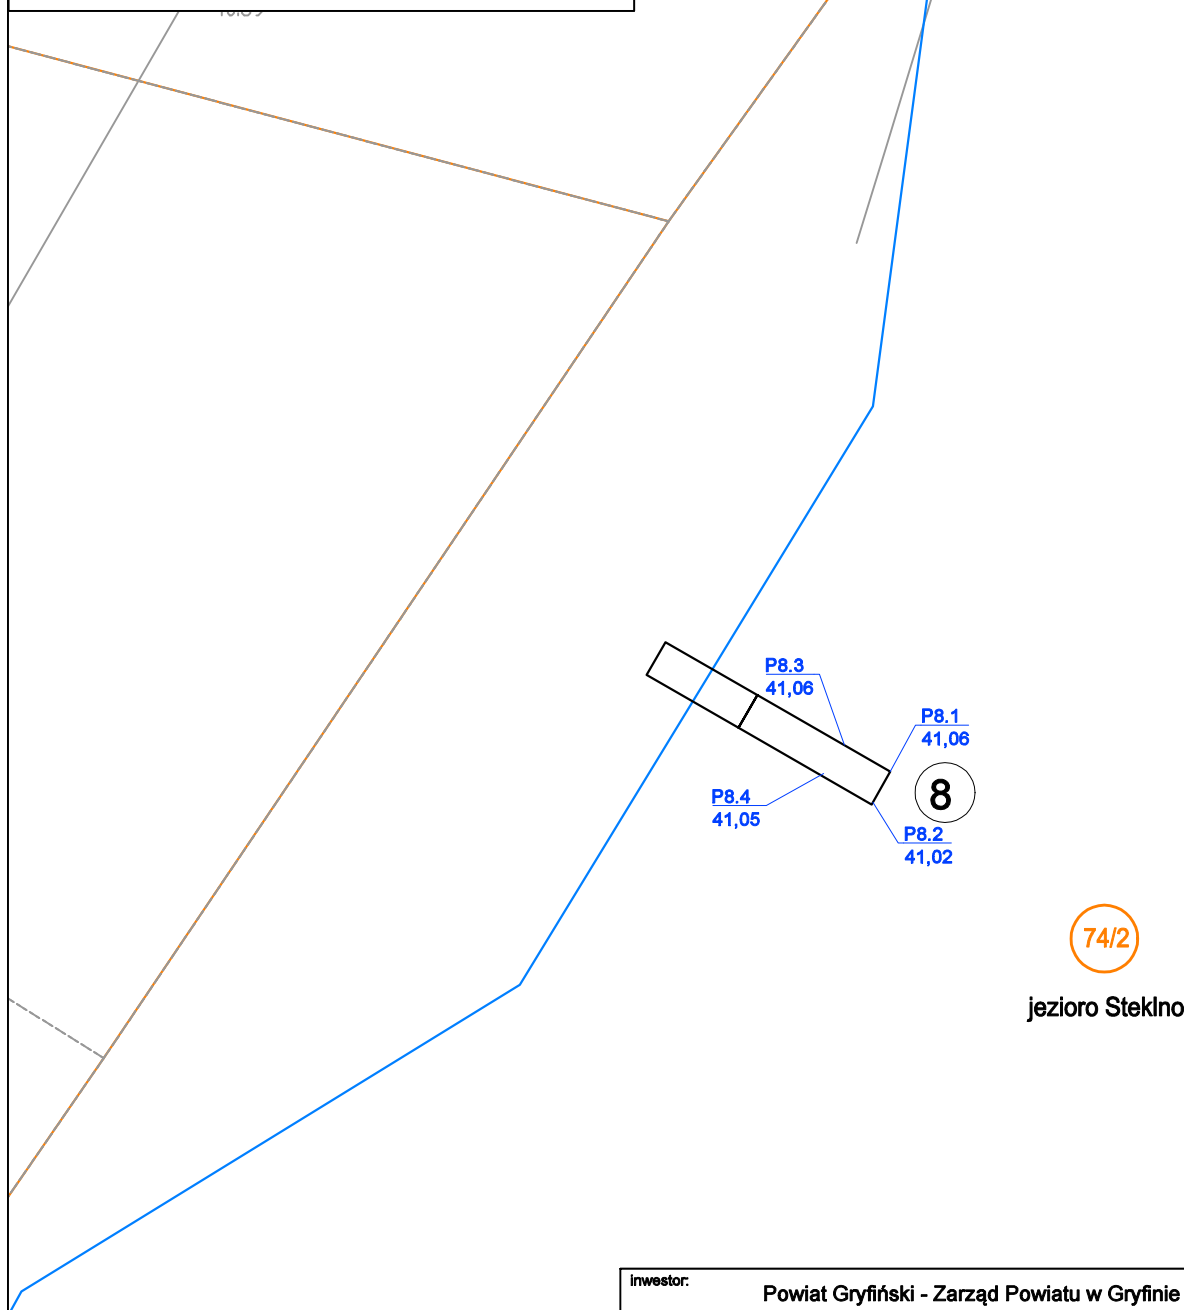 P8.3
41,06
P8.1
41,06
8
P8.4
41,05
P8.2
41,02
74/2
jezioro Steklno
inwestor:
Powiat Gryfiński - Zarząd Powiatu w Gryfinie